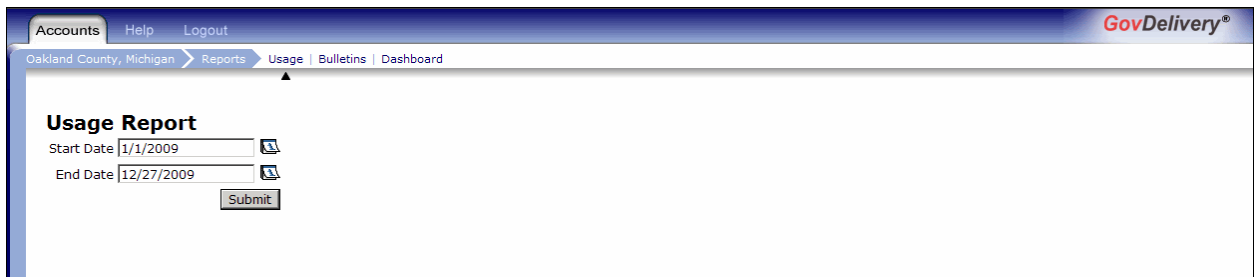 Accounts Help Logout
GovDelivery®
Oakland County, Michigan Reports Usage | Bulletins | Dashboard
Usage Report
Start Date 1/1/2009
End Date 12/27/2009
Submit